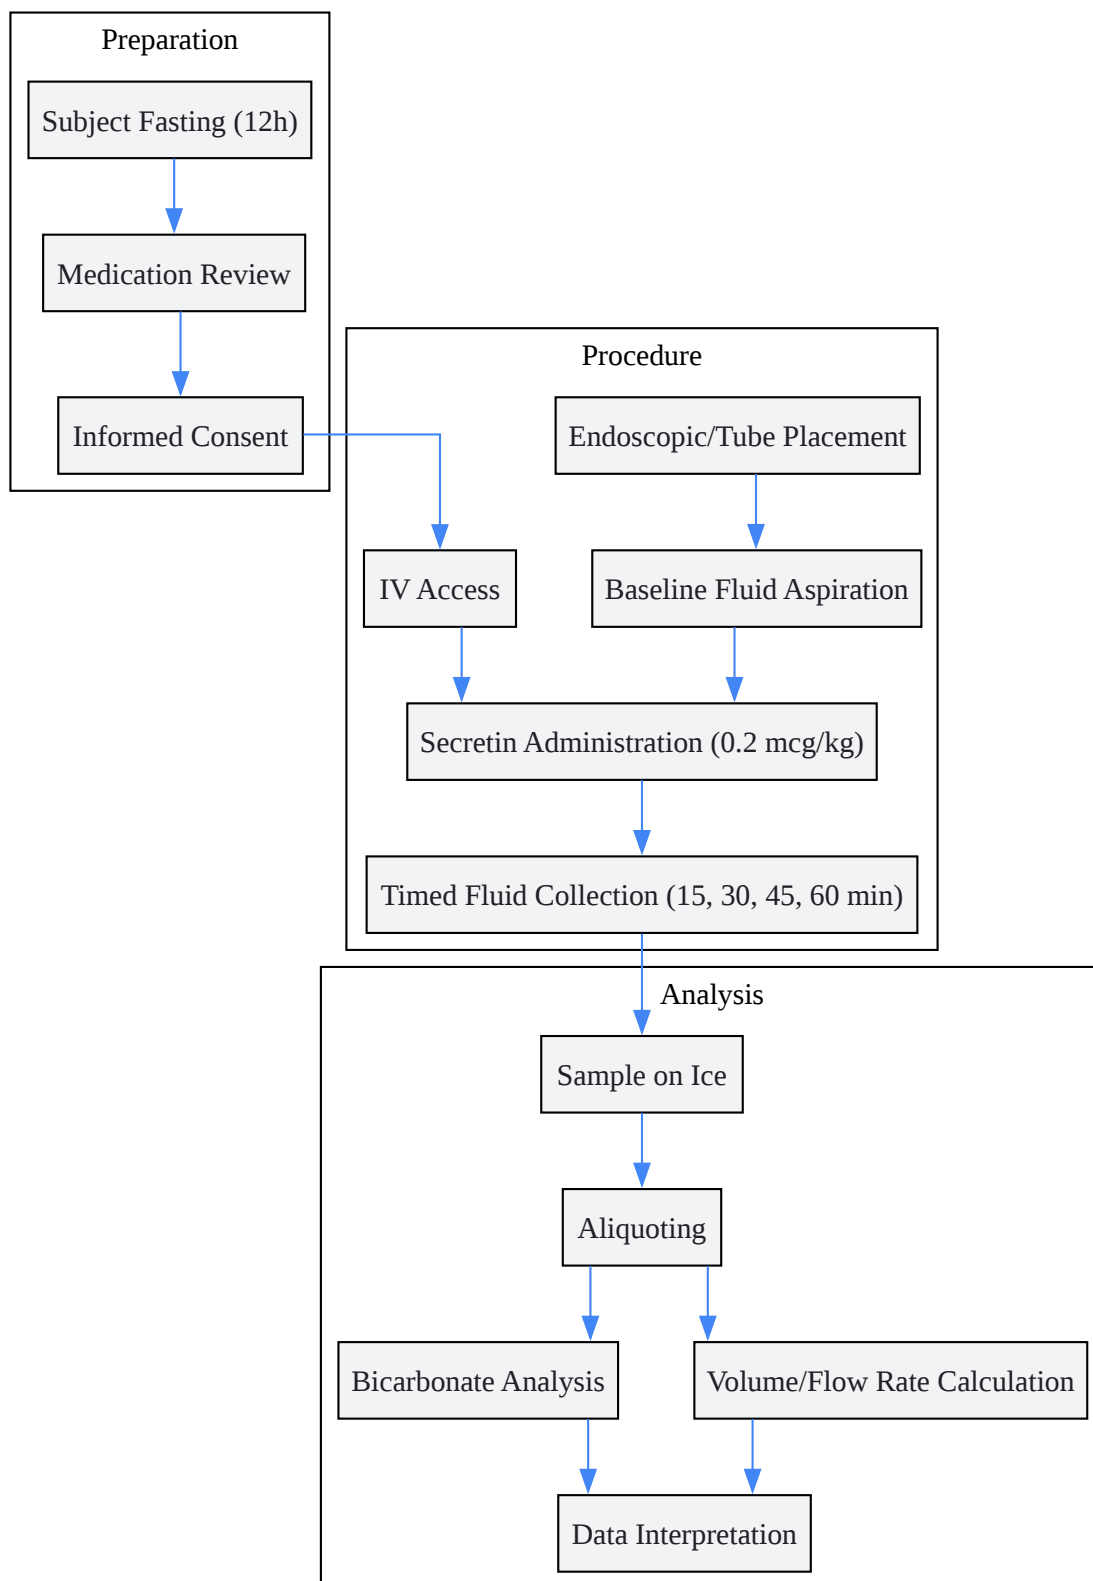 Preparation
Subject Fasting (12h)
Medication Review
Informed Consent
Procedure
Endoscopic/Tube Placement
IV Access
Baseline Fluid Aspiration
Secretin Administration (0.2 mcg/kg)
Timed Fluid Collection (15, 30, 45, 60 min)
Analysis
Sample on Ice
Aliquoting
Bicarbonate Analysis
Volume/Flow Rate Calculation
Data Interpretation